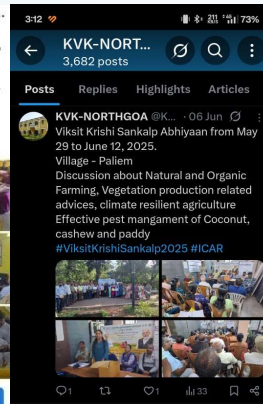 3:12
211 KB/s 73%
KVK-NORT...
3,682 posts
Posts Replies Highlights Articles
KVK-NORTHGOA @K... · 06 Jun
Viksit Krishi Sankalp Abhiyaan from May
29 to June 12, 2025.
Village - Paliem
Discussion about Natural and Organic
Farming, Vegetation production related
advices, climate resilient agriculture
Effective pest mangament of Coconut,
cashew and paddy
#ViksitKrishiSankalp2025 #ICAR
1 1 33